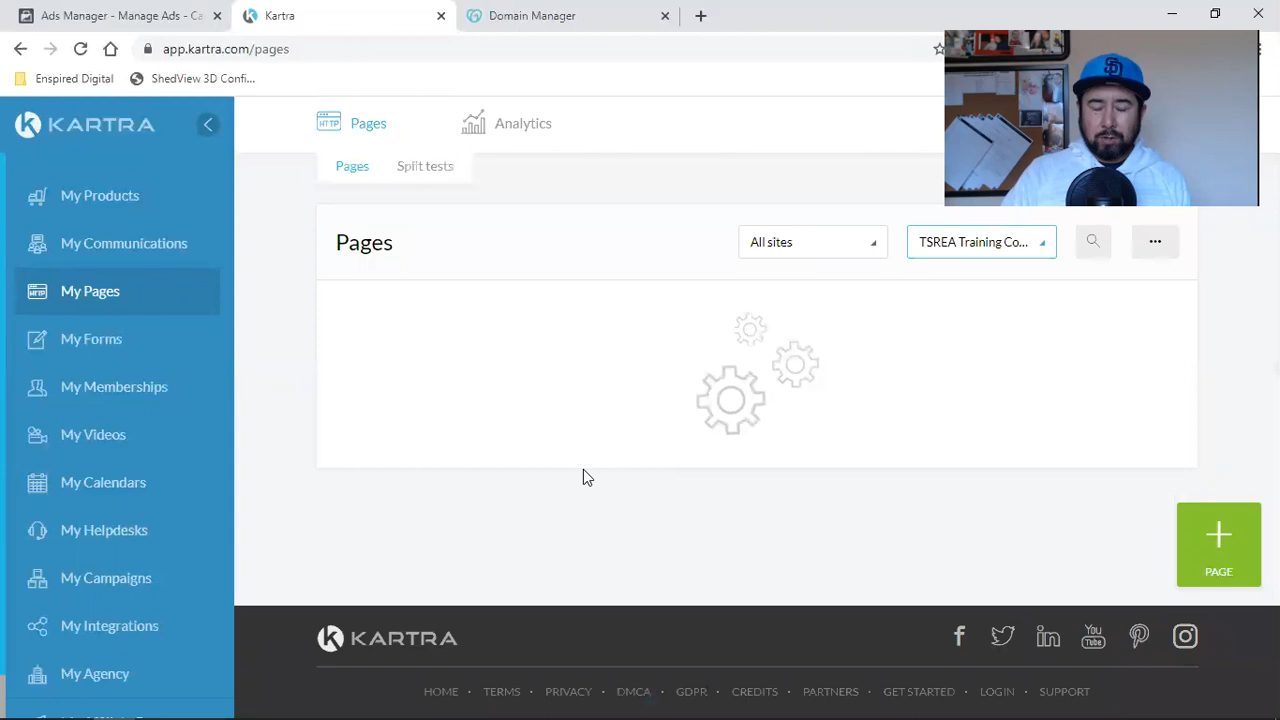 Ads Manager - Manage Ads - Ca
Kartra
Domain Manager
app.kartra.com/pages
Enspired Digital
ShedView 3D Confi...
KARTRA
Pages
Analytics
Pages
Split tests
My Products
My Communications
My Pages
My Forms
My Memberships
My Videos
My Calendars
My Helpdesks
My Campaigns
My Integrations
My Agency
Pages
All sites
TSREA Training Co...
...
PAGE
KARTRA
HOME · TERMS · PRIVACY · DMCA · GDPR · CREDITS · PARTNERS · GET STARTED · LOGIN · SUPPORT